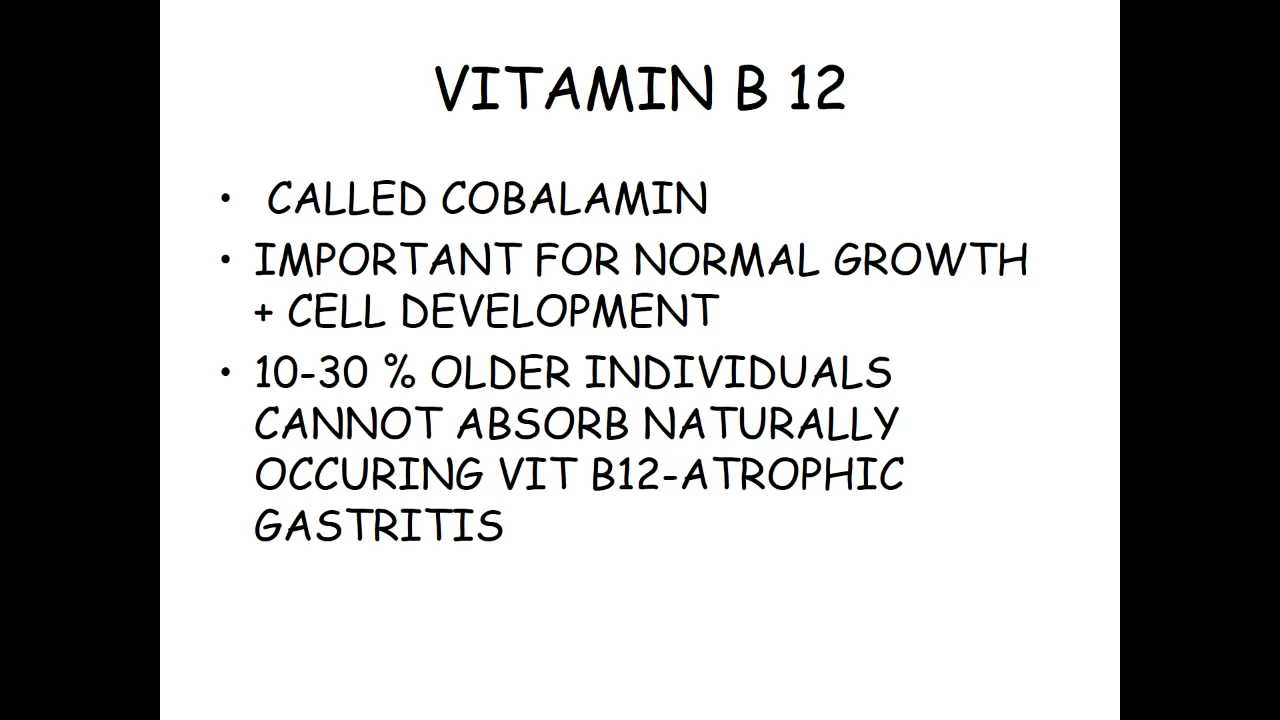 VITAMIN B 12
• CALLED COBALAMIN
• IMPORTANT FOR NORMAL GROWTH
+ CELL DEVELOPMENT
• 10-30 % OLDER INDIVIDUALS
CANNOT ABSORB NATURALLY
OCCURING VIT B12-ATROPHIC
GASTRITIS